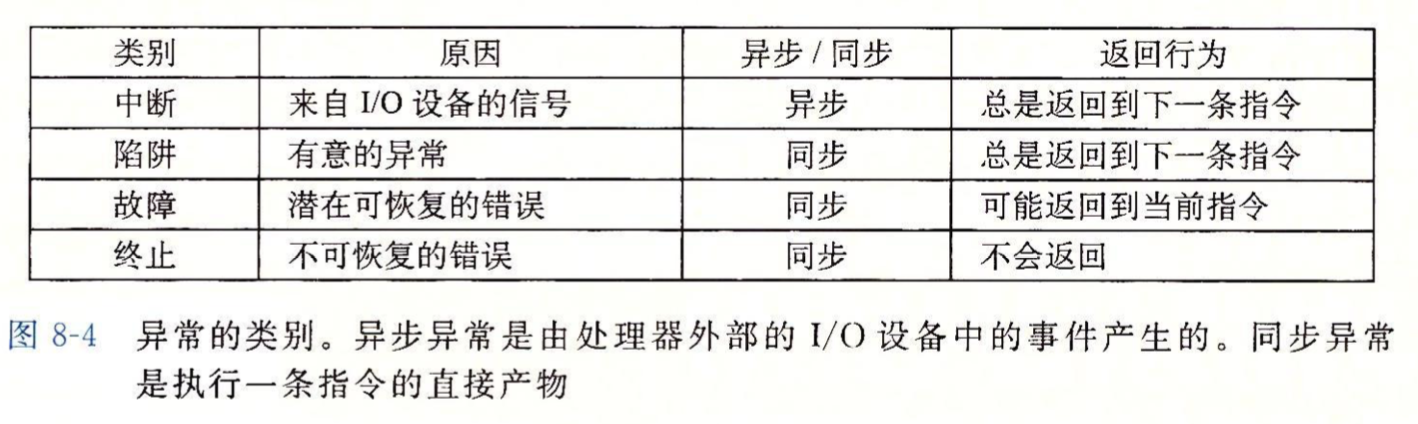 类别 原因 异步 / 同步 返回行为
中断 来自 I/O 设备的信号 异步 总是返回到下一条指令
陷阱 有意的异常 同步 总是返回到下一条指令
故障 潜在可恢复的错误 同步 可能返回到当前指令
终止 不可恢复的错误 同步 不会返回
图 8-4 异常的类别。异步异常是由处理器外部的 I/O 设备中的事件产生的。同步异常
是执行一条指令的直接产物